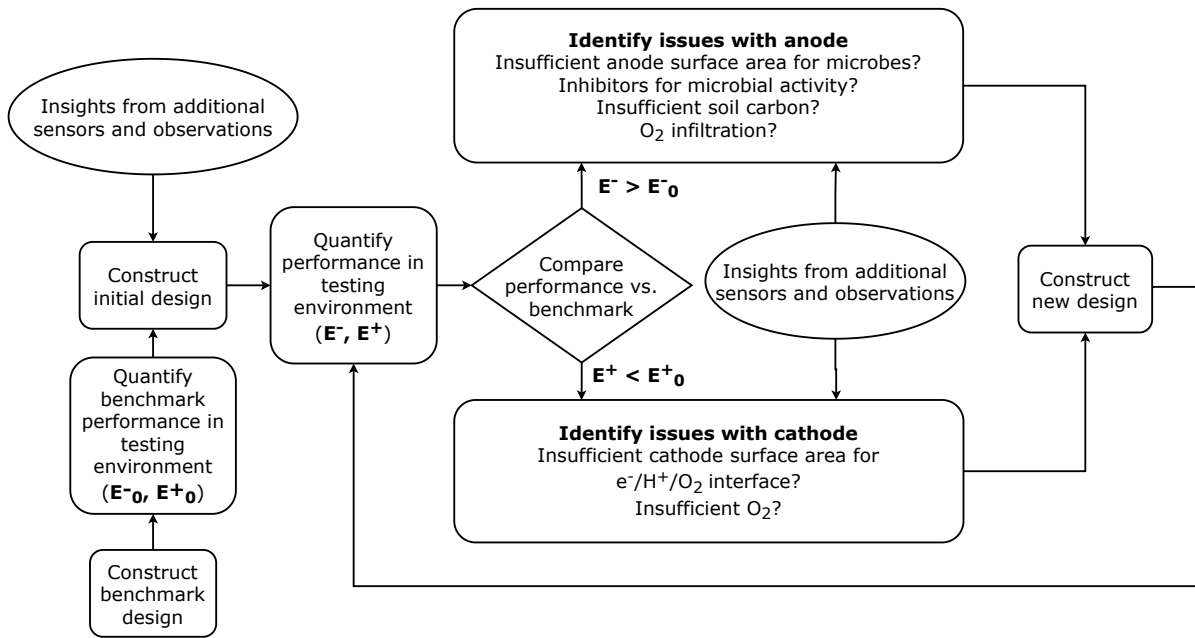 Insights from additional
sensors and observations
Construct
initial design
Quantify
benchmark
performance in
testing
environment
(E⁻₀, E⁺₀)
Construct
benchmark
design
Quantify
performance in
testing
environment
(E⁻, E⁺)
Compare
performance vs.
benchmark
E⁻ > E⁻₀
Identify issues with anode
Insufficient anode surface area for microbes?
Inhibitors for microbial activity?
Insufficient soil carbon?
O₂ infiltration?
E⁺ < E⁺₀
Identify issues with cathode
Insufficient cathode surface area for
e⁻/H⁺/O₂ interface?
Insufficient O₂?
Insights from additional
sensors and observations
Construct
new design